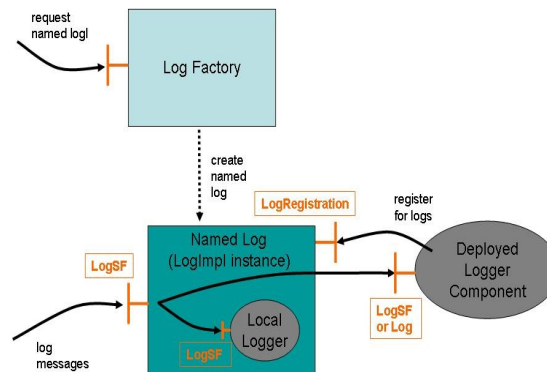 request
named logl
Log Factory
create
named
log
LogRegistration
register
for logs
Named Log
(LogImpl instance)
Deployed
Logger
Component
LogSF
LogSF
or Log
Local
Logger
LogSF
log
messages